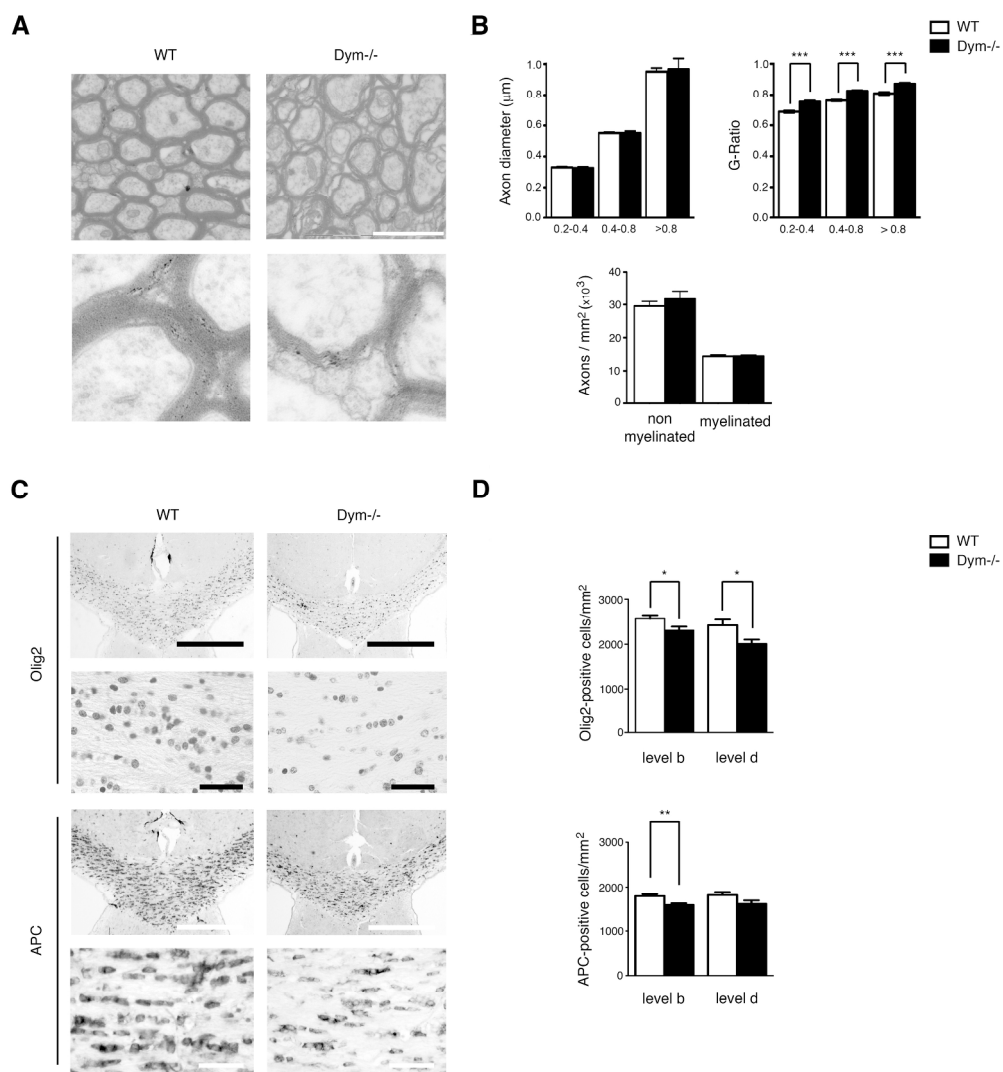 A
WT
Dym-/-
B
WT
Dym-/-
Axon diameter (µm)
1.0
0.8
0.6
0.4
0.2
0.0
0.2-0.4
0.4-0.8
>0.8
G-Ratio
1.0
0.8
0.6
0.4
0.2
0.0
***
***
***
0.2-0.4
0.4-0.8
> 0.8
Axons / mm² (x10³)
40
30
20
10
0
non
myelinated
myelinated
C
WT
Dym-/-
Olig2
APC
D
WT
Dym-/-
Olig2-positive cells/mm²
3000
2000
1000
0
*
*
level b
level d
APC-positive cells/mm²
3000
2000
1000
0
**
level b
level d